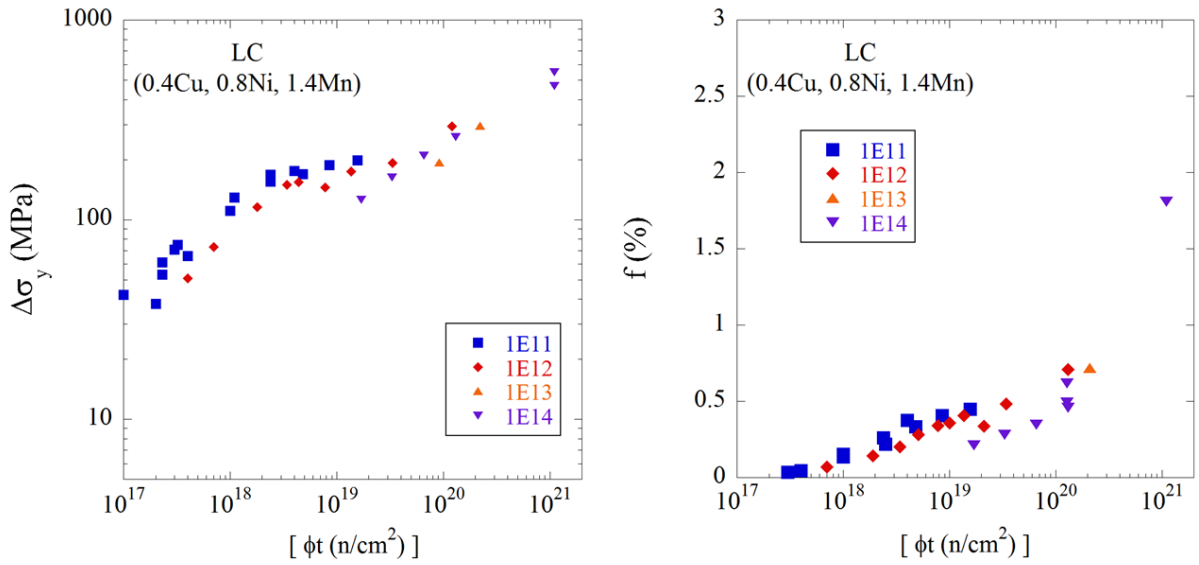 LC
(0.4Cu, 0.8Ni, 1.4Mn)
1000
100
10
Δσy (MPa)
1E11
1E12
1E13
1E14
10^17 10^18 10^19 10^20 10^21
[ ϕt (n/cm²) ]
LC
(0.4Cu, 0.8Ni, 1.4Mn)
3
2.5
2
1.5
1
0.5
0
f (%)
1E11
1E12
1E13
1E14
10^17 10^18 10^19 10^20 10^21
[ ϕt (n/cm²) ]